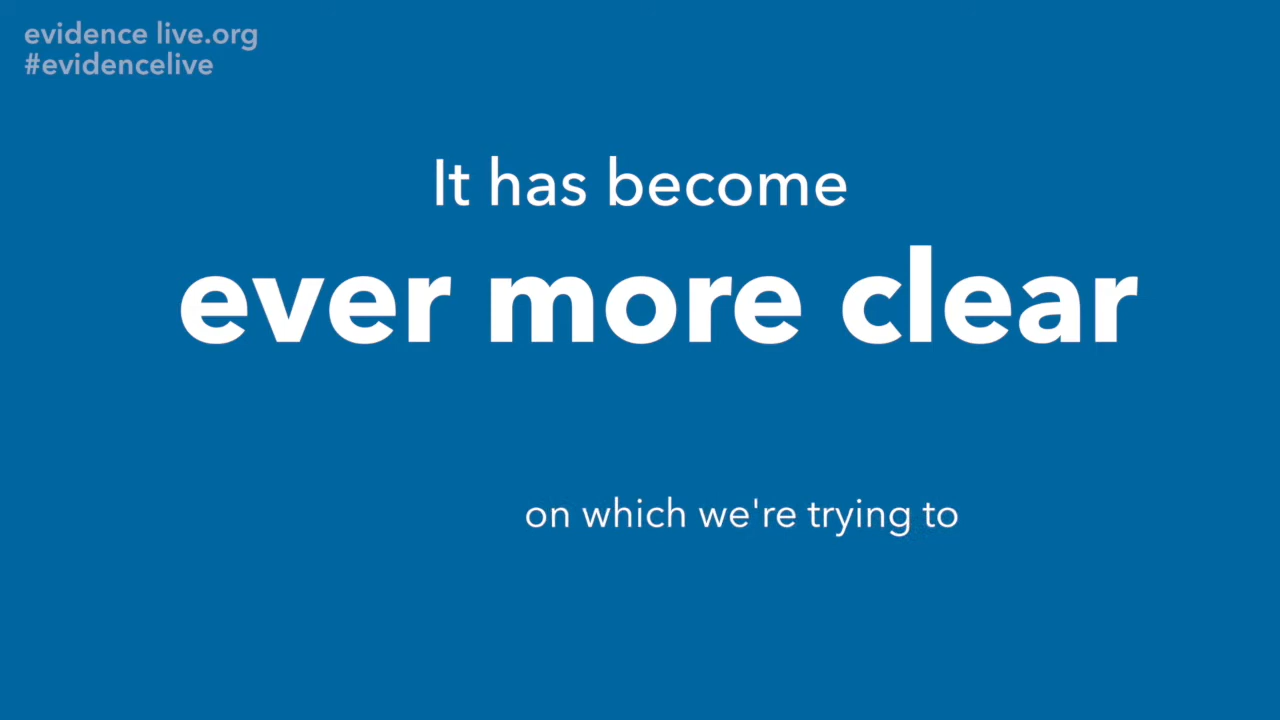 evidence live.org
#evidencelive
It has become
ever more clear
on which we're trying to